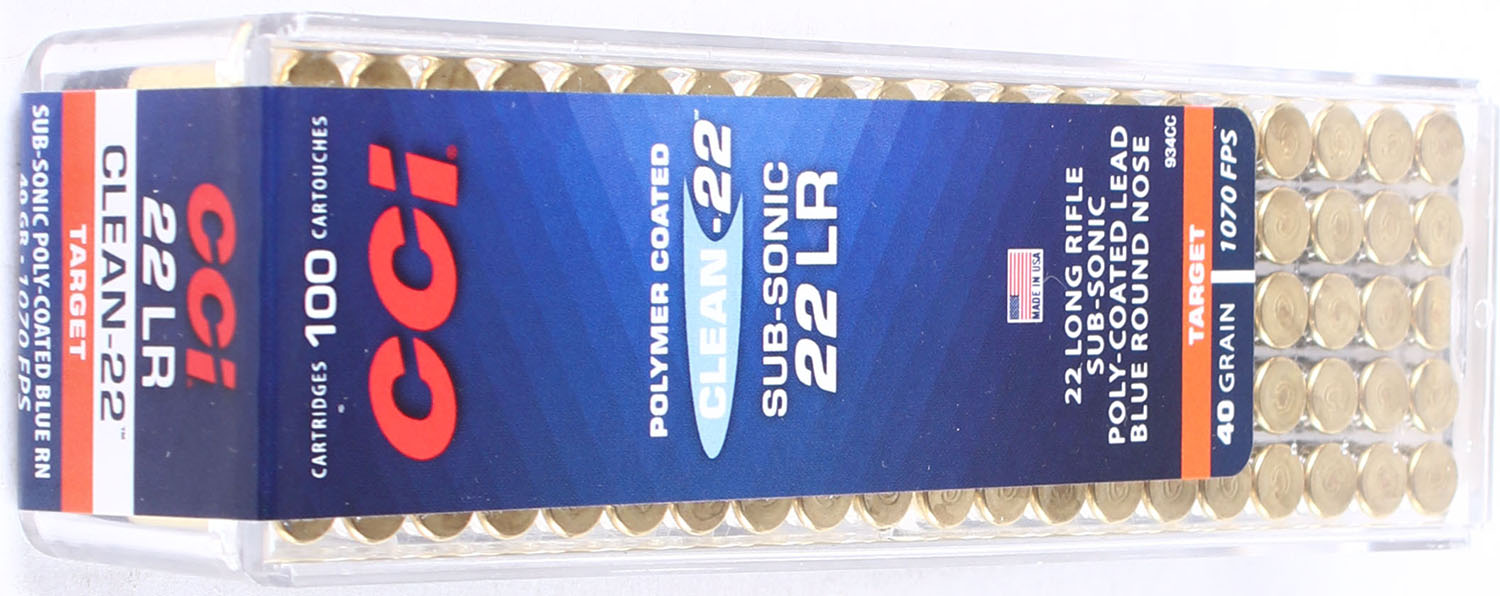 CCI
22 LR
CLEAN-22™
TARGET
SUB-SONIC POLY-COATED BLUE RN
40 GR - 1070 FPS
CARTRIDGES 100 CARTOUCHES
CCI®
POLYMER COATED
CLEAN-22™
SUB-SONIC
22 LR
MADE IN USA
22 LONG RIFLE
SUB-SONIC
POLY-COATED LEAD
BLUE ROUND NOSE
934CC
TARGET
40 GRAIN 1070 FPS